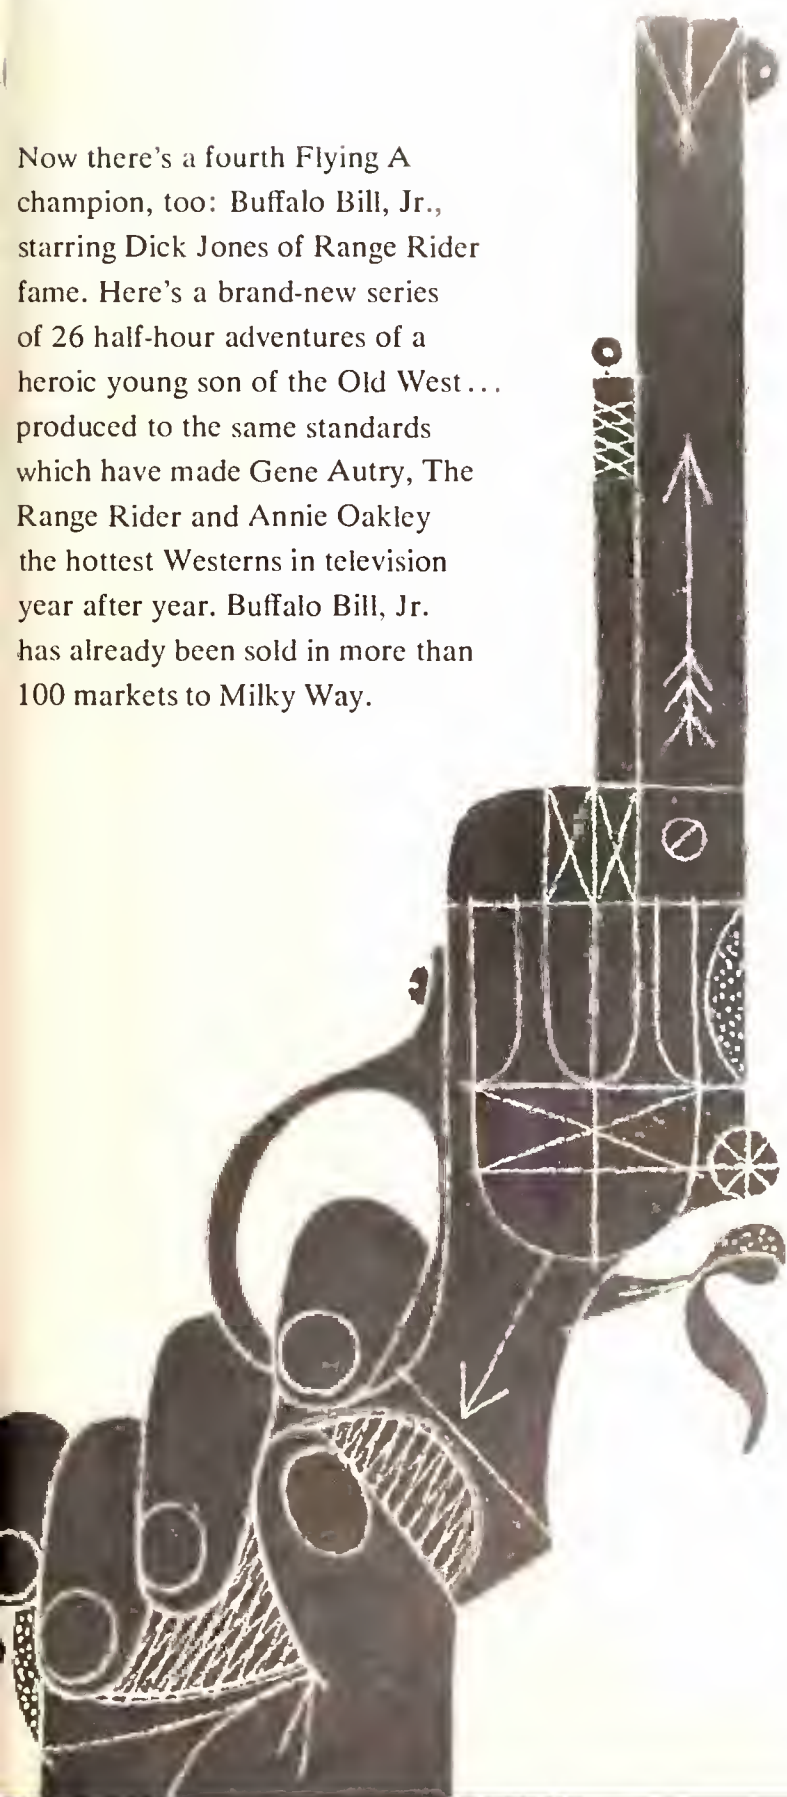 Now there's a fourth Flying A
champion, too: Buffalo Bill, Jr.,
starring Dick Jones of Range Rider
fame. Here's a brand-new series
of 26 half-hour adventures of a
heroic young son of the Old West...
produced to the same standards
which have made Gene Autry, The
Range Rider and Annie Oakley
the hottest Westerns in television
year after year. Buffalo Bill, Jr.
has already been sold in more than
100 markets to Milky Way.